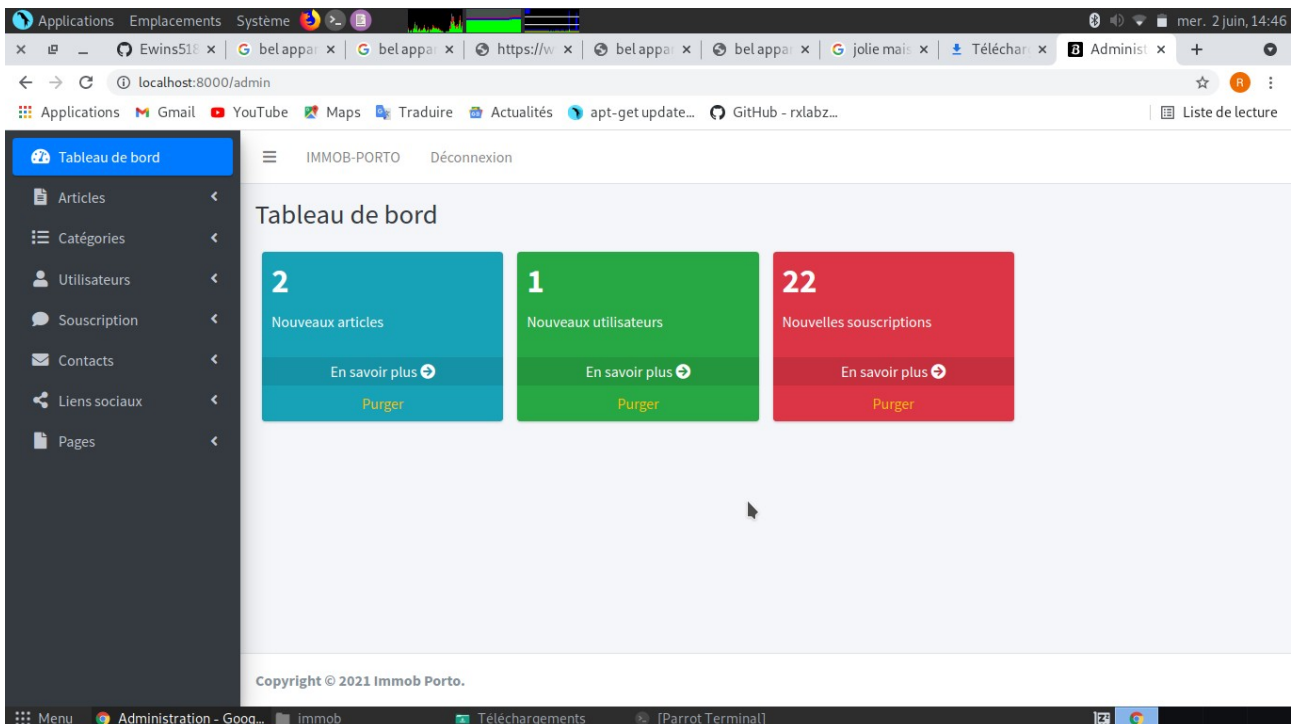 Applications Emplacements Système mer. 2 juin, 14:46
Ewins518 bel appar bel appar https://w bel appar bel appar jolie mais Téléchar Administ
localhost:8000/admin R
Applications Gmail YouTube Maps Traduire Actualités apt-get update... GitHub - rxlabz... Liste de lecture
Tableau de bord IMMOB-PORTO Déconnexion
Articles
Catégories
Utilisateurs
Souscription
Contacts
Liens sociaux
Pages
Tableau de bord
2
Nouveaux articles
En savoir plus
Purger
1
Nouveaux utilisateurs
En savoir plus
Purger
22
Nouvelles souscriptions
En savoir plus
Purger
Copyright © 2021 Immob Porto.
Menu Administration - Goog... immob Téléchargements [Parrot Terminal]